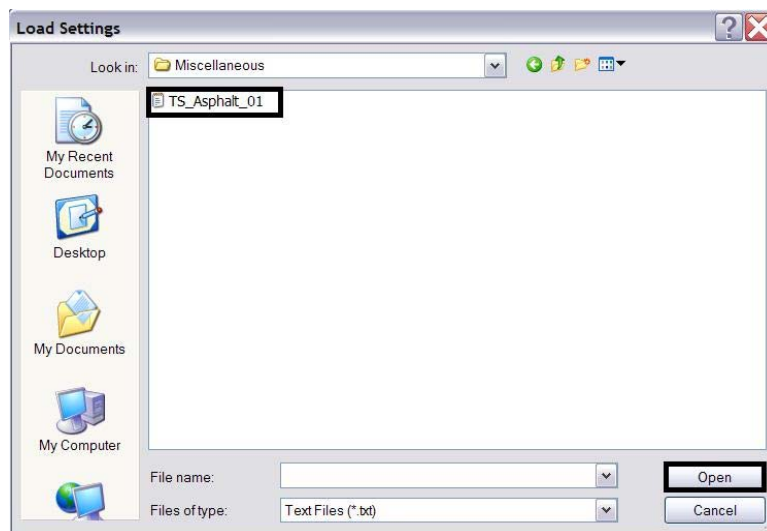 Load Settings
Look in:
Miscellaneous
TS_Asphalt_01
My Recent
Documents
Desktop
My Documents
My Computer
File name:
Open
Files of type:
Text Files (*.txt)
Cancel